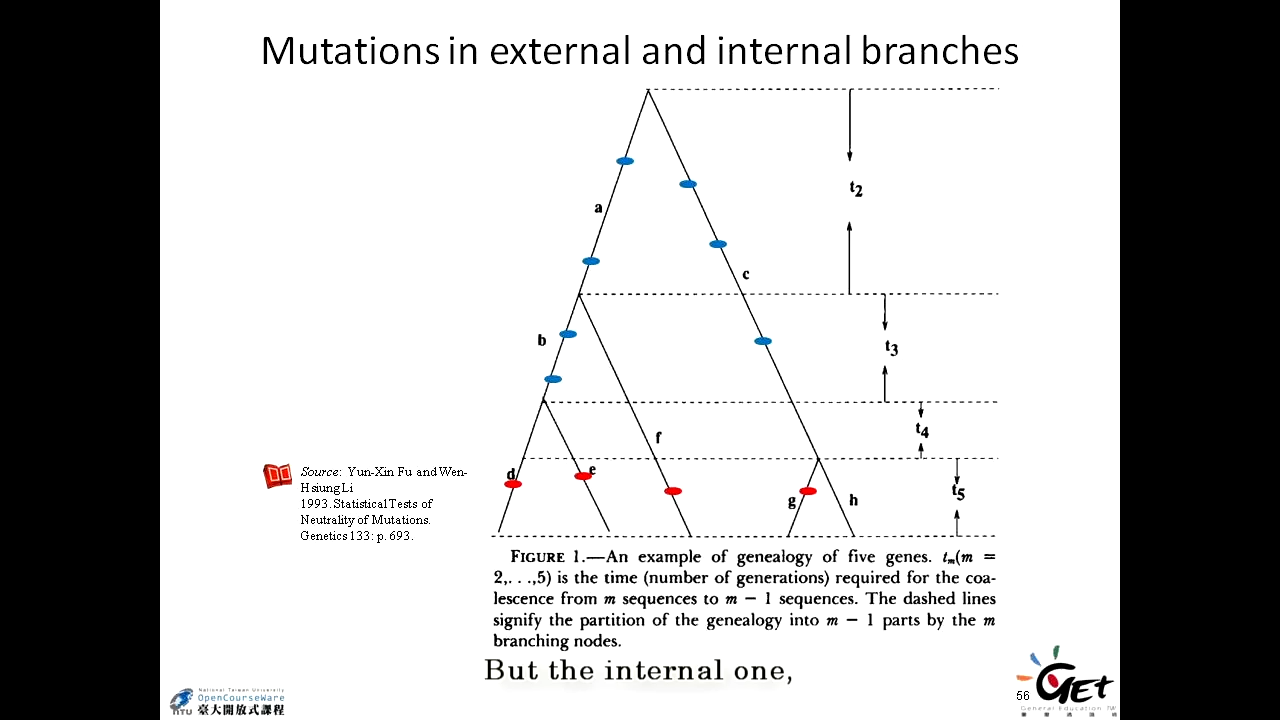 Mutations in external and internal branches
a
t2
c
b
t3
f
t4
d
e
g
h
t5
Source: Yun-Xin Fu and Wen-
Hsiung Li
1993. Statistical Tests of
Neutrality of Mutations.
Genetics 133: p. 693.
FIGURE 1.—An example of genealogy of five genes. tm(m =
2,. . .,5) is the time (number of generations) required for the coa-
lescence from m sequences to m − 1 sequences. The dashed lines
signify the partition of the genealogy into m − 1 parts by the m
branching nodes.
But the internal one,
National Taiwan University
OpenCourseWare
NTU 臺大開放式課程
56
GET
General Education TW